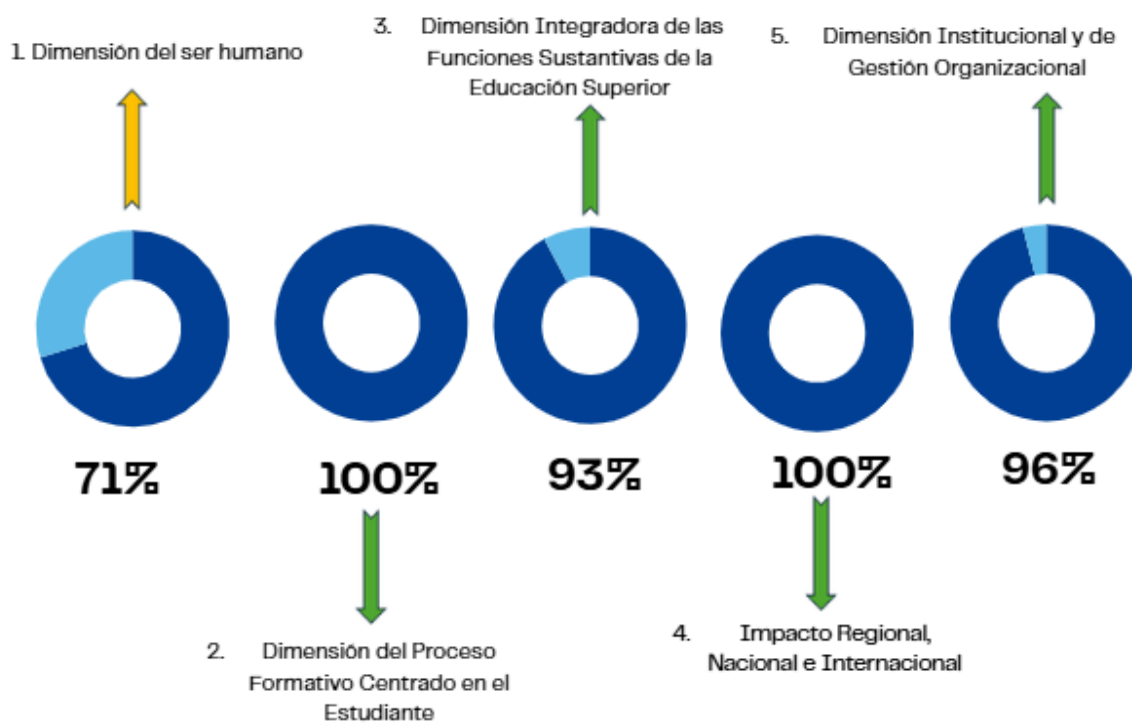 1. Dimensión del ser humano
3. Dimensión Integradora de las
Funciones Sustantivas de la
Educación Superior
5. Dimensión Institucional y de
Gestión Organizacional
71%
100%
93%
100%
96%
2. Dimensión del Proceso
Formativo Centrado en el
Estudiante
4. Impacto Regional,
Nacional e Internacional